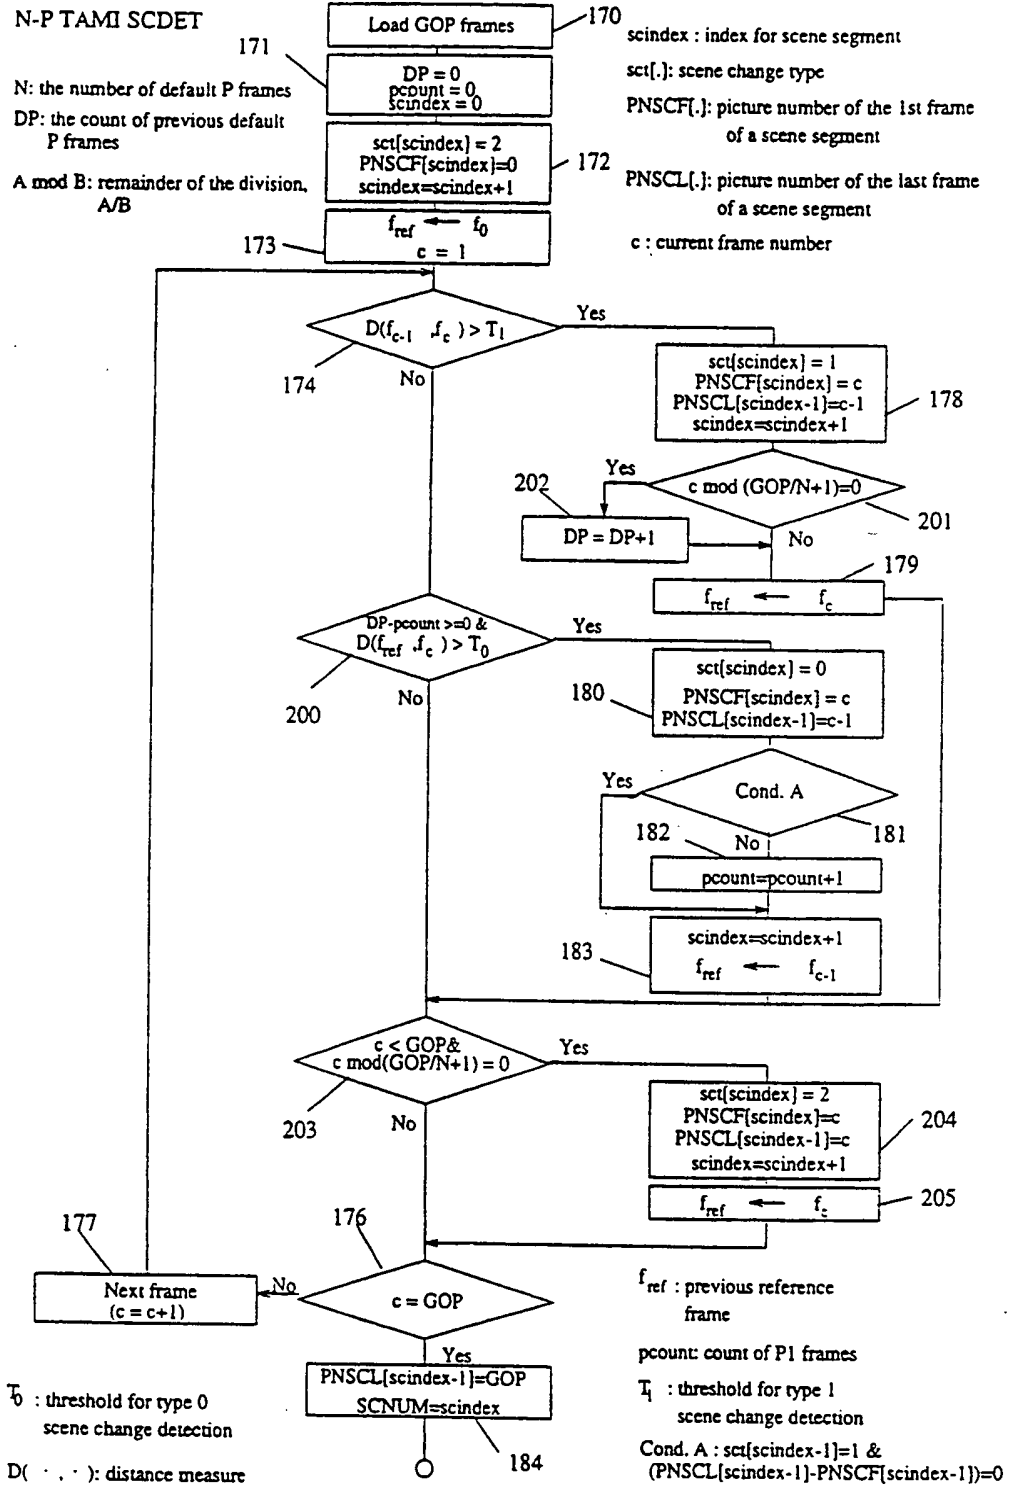 N-P TAMI SCDET
N: the number of default P frames
DP: the count of previous default
P frames
A mod B: remainder of the division,
A/B
Load GOP frames
170
171
DP = 0
pcount = 0
scindex = 0
sct[scindex] = 2
PNSCF[scindex]=0
scindex=scindex+1
172
f_ref ← f_0
c = 1
173
scindex : index for scene segment
sct[.]: scene change type
PNSCF[.]: picture number of the 1st frame
of a scene segment
PNSCL[.]: picture number of the last frame
of a scene segment
c : current frame number
D(f_c-1 ,f_c ) > T_1
174
Yes
No
sct[scindex] = 1
PNSCF[scindex] = c
PNSCL[scindex-1]=c-1
scindex=scindex+1
178
c mod (GOP/N+1)=0
201
Yes
No
202
DP = DP+1
179
f_ref ← f_c
DP-pcount >=0 &
D(f_ref ,f_c ) > T_0
200
Yes
No
sct[scindex] = 0
PNSCF[scindex] = c
PNSCL[scindex-1]=c-1
180
Cond. A
181
Yes
No
182
pcount=pcount+1
scindex=scindex+1
f_ref ← f_c-1
183
c < GOP&
c mod(GOP/N+1) = 0
203
Yes
No
sct[scindex] = 2
PNSCF[scindex]=c
PNSCL[scindex-1]=c
scindex=scindex+1
204
f_ref ← f_c
205
176
c = GOP
No
Yes
177
Next frame
(c = c+1)
PNSCL[scindex-1]=GOP
SCNUM=scindex
184
T_0 : threshold for type 0
scene change detection
D( · , · ): distance measure
f_ref : previous reference
frame
pcount: count of P1 frames
T_1 : threshold for type 1
scene change detection
Cond. A : sct[scindex-1]=1 &
(PNSCL[scindex-1]-PNSCF[scindex-1])=0